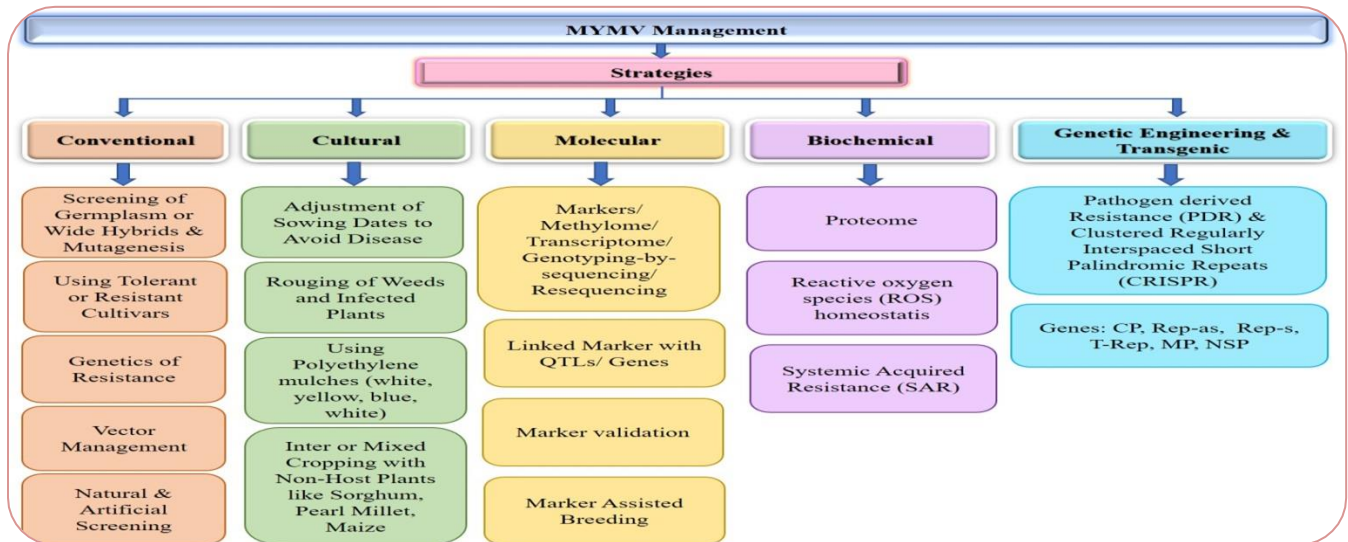 MYMV Management
Strategies
Conventional
Screening of
Germplasm or
Wide Hybrids &
Mutagenesis
Using Tolerant
or Resistant
Cultivars
Genetics of
Resistance
Vector
Management
Natural &
Artificial
Screening
Cultural
Adjustment of
Sowing Dates to
Avoid Disease
Rouging of Weeds
and Infected
Plants
Using
Polyethylene
mulches (white,
yellow, blue,
white)
Inter or Mixed
Cropping with
Non-Host Plants
like Sorghum,
Pearl Millet,
Maize
Molecular
Markers/
Methylome/
Transcriptome/
Genotyping-by-
sequencing/
Resequencing
Linked Marker with
QTLs/ Genes
Marker validation
Marker Assisted
Breeding
Biochemical
Proteome
Reactive oxygen
species (ROS)
homeostatis
Systemic Acquired
Resistance (SAR)
Genetic Engineering &
Transgenic
Pathogen derived
Resistance (PDR) &
Clustered Regularly
Interspaced Short
Palindromic Repeats
(CRISPR)
Genes: CP, Rep-as, Rep-s,
T-Rep, MP, NSP